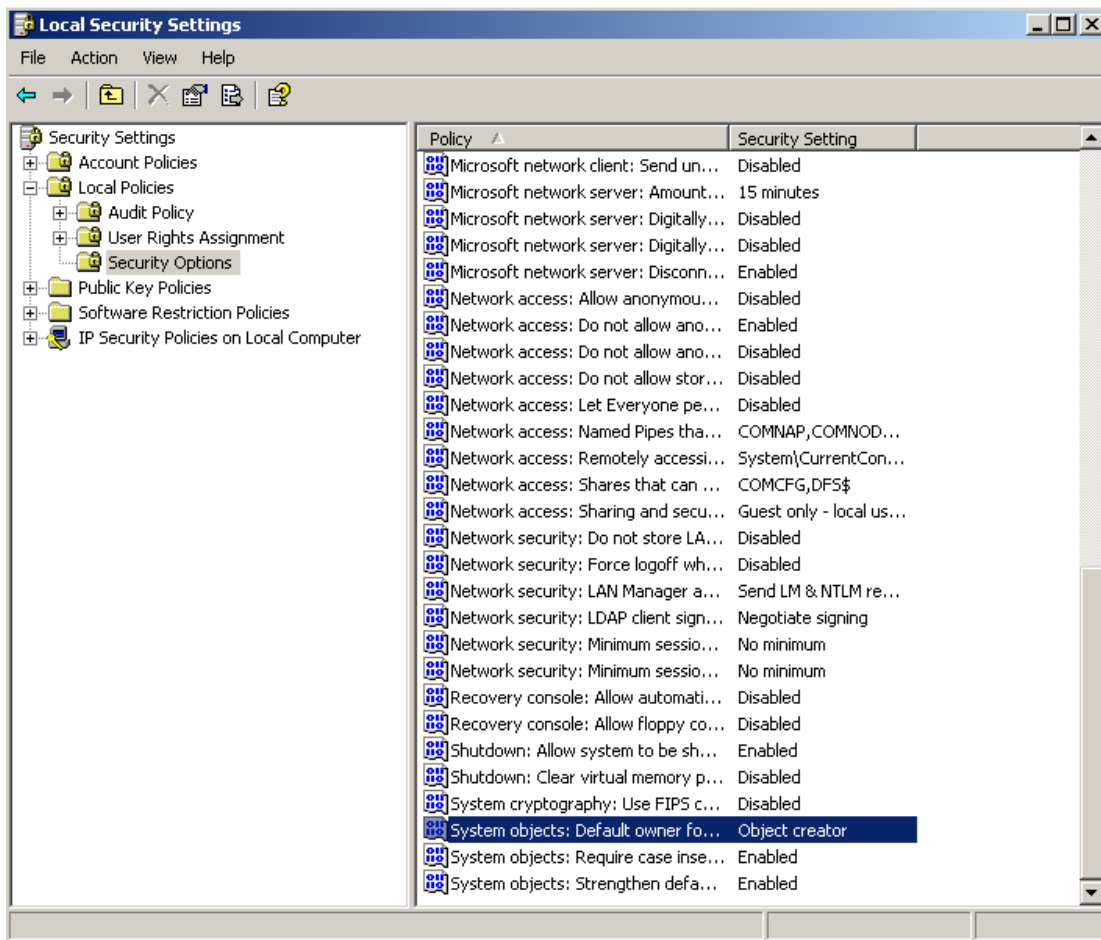 Local Security Settings
File Action View Help
Security Settings
Account Policies
Local Policies
Audit Policy
User Rights Assignment
Security Options
Public Key Policies
Software Restriction Policies
IP Security Policies on Local Computer
Policy Security Setting
Microsoft network client: Send un... Disabled
Microsoft network server: Amount... 15 minutes
Microsoft network server: Digitally... Disabled
Microsoft network server: Digitally... Disabled
Microsoft network server: Disconn... Enabled
Network access: Allow anonymou... Disabled
Network access: Do not allow ano... Enabled
Network access: Do not allow ano... Disabled
Network access: Do not allow stor... Disabled
Network access: Let Everyone pe... Disabled
Network access: Named Pipes tha... COMNAP,COMNOD...
Network access: Remotely accessi... System\CurrentCon...
Network access: Shares that can ... COMCFG,DFS$
Network access: Sharing and secu... Guest only - local us...
Network security: Do not store LA... Disabled
Network security: Force logoff wh... Disabled
Network security: LAN Manager a... Send LM & NTLM re...
Network security: LDAP client sign... Negotiate signing
Network security: Minimum sessio... No minimum
Network security: Minimum sessio... No minimum
Recovery console: Allow automati... Disabled
Recovery console: Allow floppy co... Disabled
Shutdown: Allow system to be sh... Enabled
Shutdown: Clear virtual memory p... Disabled
System cryptography: Use FIPS c... Disabled
System objects: Default owner fo... Object creator
System objects: Require case inse... Enabled
System objects: Strengthen defa... Enabled